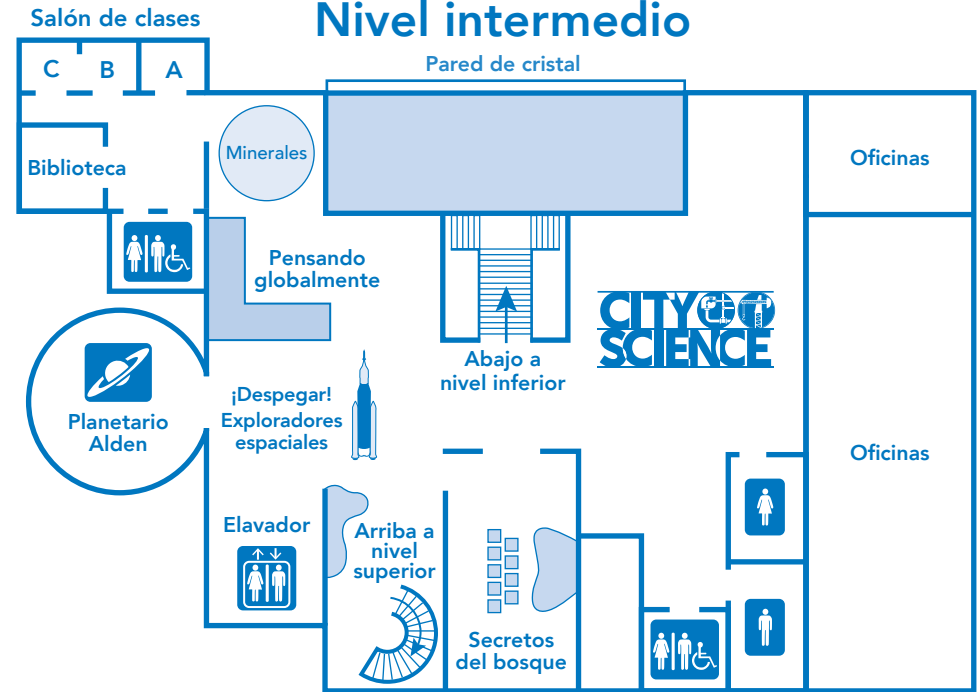 Nivel intermedio
Salón de clases
Pared de cristal
C
B
A
Biblioteca
Minerales
Oficinas
Pensando
globalmente
CITY
SCIENCE
Abajo a
nivel inferior
¡Despegar!
Exploradores
espaciales
Planetario
Alden
Oficinas
Elavador
Arriba a
nivel
superior
Secretos
del bosque